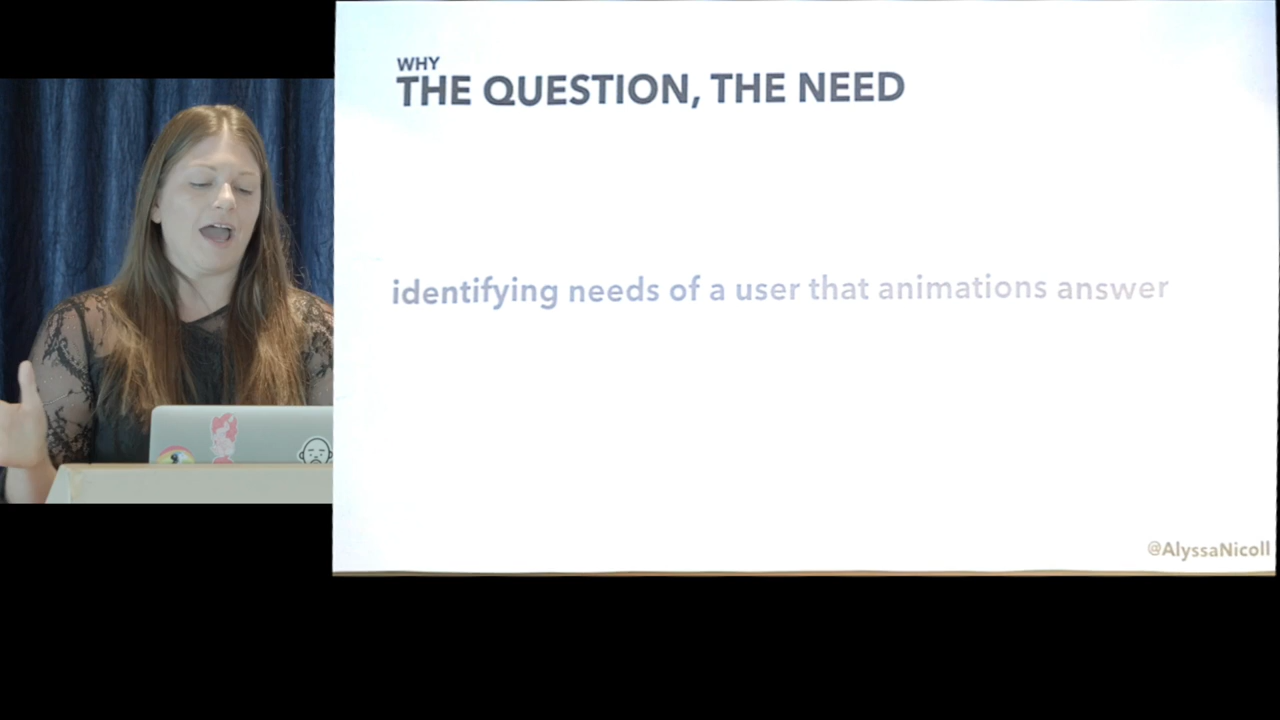 WHY
THE QUESTION, THE NEED
identifying needs of a user that animations answer
@AlyssaNicoll